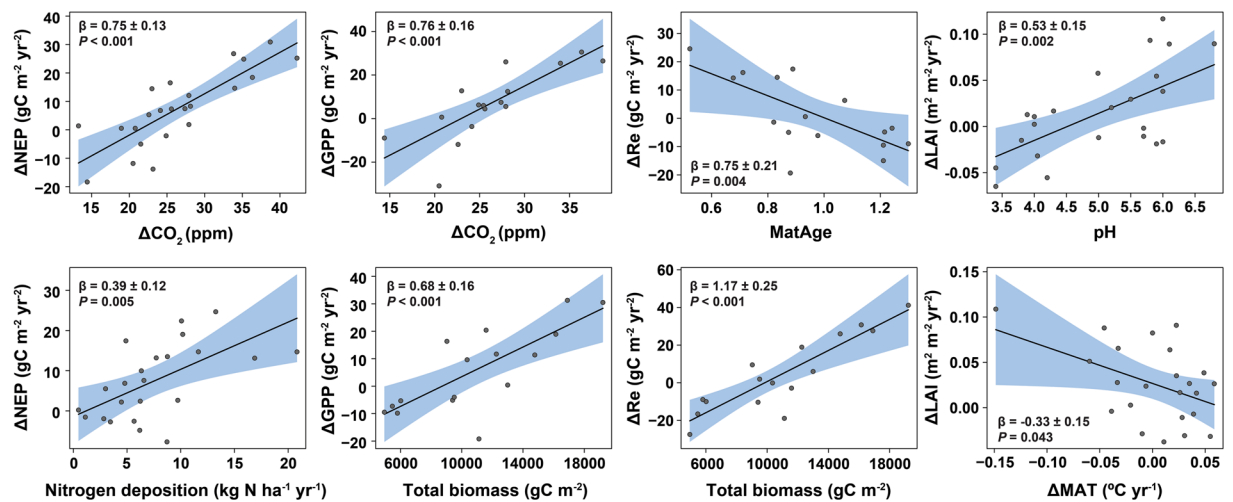 β = 0.75 ± 0.13
P < 0.001
ΔNEP (gC m⁻² yr⁻²)
40
30
20
10
0
−10
−20
15 20 25 30 35 40
ΔCO₂ (ppm)
β = 0.76 ± 0.16
P < 0.001
ΔGPP (gC m⁻² yr⁻²)
40
20
0
−20
15 20 25 30 35
ΔCO₂ (ppm)
ΔRe (gC m⁻² yr⁻²)
30
20
10
0
−10
−20
β = 0.75 ± 0.21
P = 0.004
0.6 0.8 1.0 1.2
MatAge
β = 0.53 ± 0.15
P = 0.002
ΔLAI (m² m⁻² yr⁻²)
0.10
0.05
0.00
−0.05
3.5 4.0 4.5 5.0 5.5 6.0 6.5
pH
β = 0.39 ± 0.12
P = 0.005
ΔNEP (gC m⁻² yr⁻²)
30
20
10
0
0 5 10 15 20
Nitrogen deposition (kg N ha⁻¹ yr⁻¹)
β = 0.68 ± 0.16
P < 0.001
ΔGPP (gC m⁻² yr⁻²)
40
30
20
10
0
−10
−20
6000 10000 14000 18000
Total biomass (gC m⁻²)
β = 1.17 ± 0.25
P < 0.001
ΔRe (gC m⁻² yr⁻²)
60
40
20
0
−20
6000 10000 14000 18000
Total biomass (gC m⁻²)
ΔLAI (m² m⁻² yr⁻²)
0.15
0.10
0.05
0.00
β = -0.33 ± 0.15
P = 0.043
−0.15 −0.10 −0.05 0.00 0.05
ΔMAT (ºC yr⁻¹)